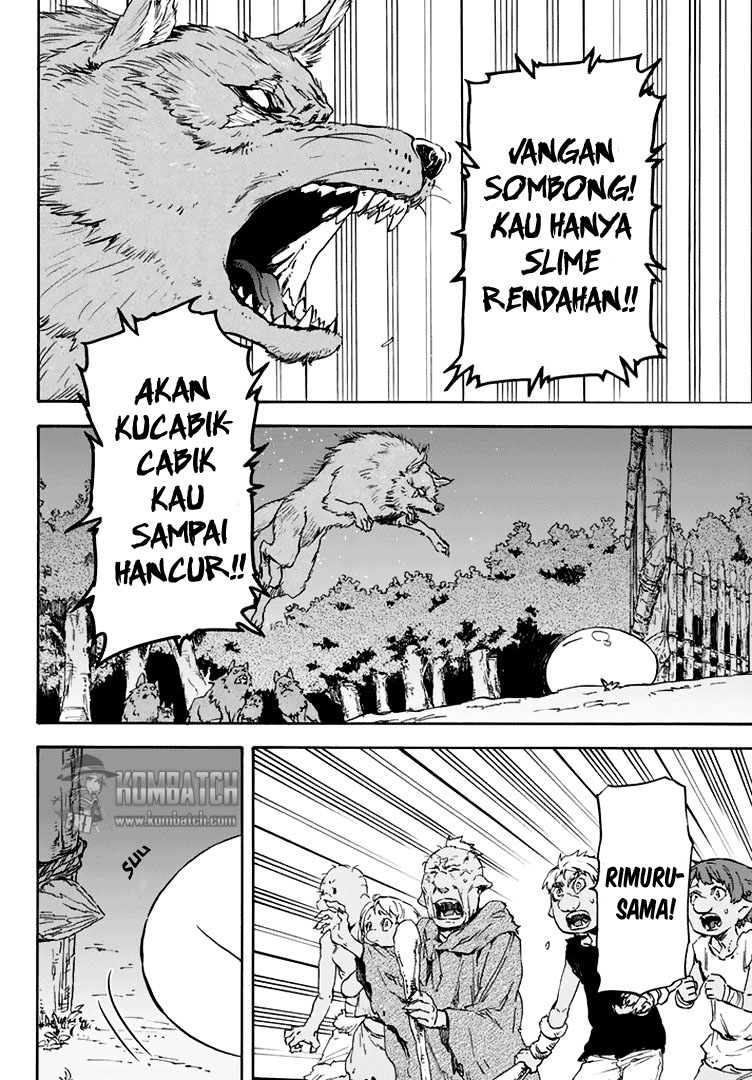 JANGAN
SOMBONG!
KAU HANYA
SLIME
RENDAHAN!!
AKAN
KUCABIK-
CABIK
KAU
SAMPAI
HANCUR!!
RIMURU-
SAMA!
KOMBATCH
www.kombatch.com
SUU